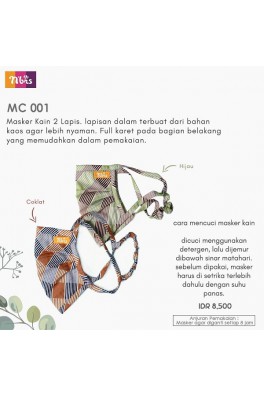 Nbrs
MC 001
Masker Kain 2 Lapis. lapisan dalam terbuat dari bahan
kaos agar lebih nyaman. Full karet pada bagian belakang
yang memudahkan dalam pemakaian.
Hijau
Coklat
cara mencuci masker kain
dicuci menggunakan
detergen, lalu dijemur
dibawah sinar matahari.
sebelum dipakai, masker
harus di setrika terlebih
dahulu dengan suhu
panas.
IDR 8,500
Anjuran Pemakaian :
Masker agar diganti setiap 6 jam